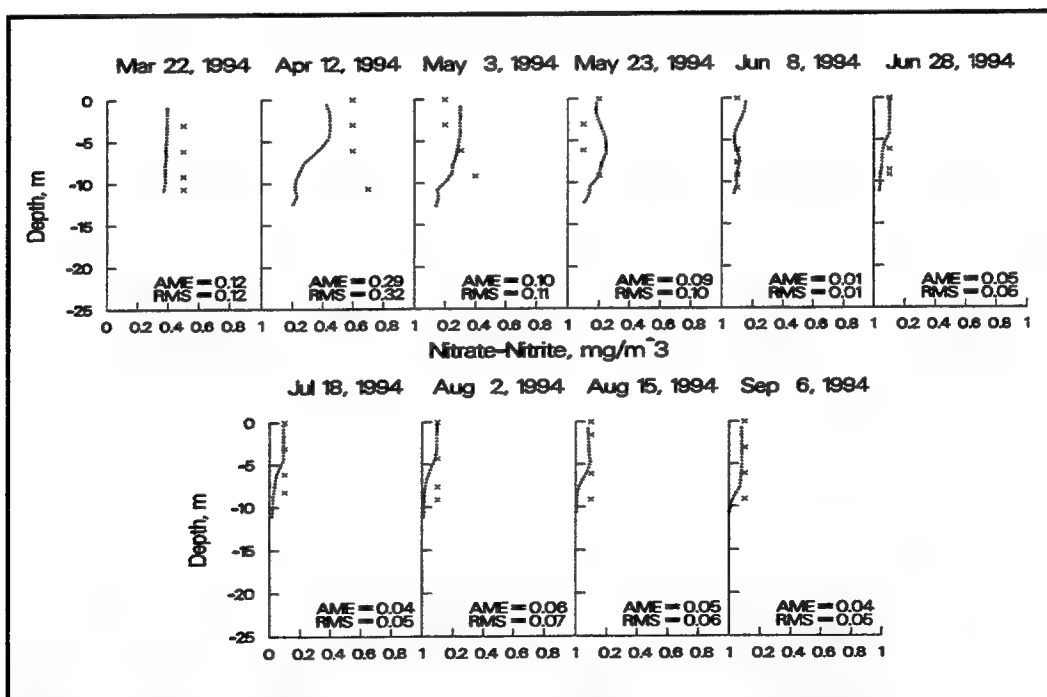 Mar 22, 1994 Apr 12, 1994 May 3, 1994 May 23, 1994 Jun 8, 1994 Jun 28, 1994
0
-5
-10
-15
-20
-25
Depth, m
AME = 0.12 AME = 0.29 AME = 0.10 AME = 0.09 AME = 0.01 AME = 0.05
RMS = 0.12 RMS = 0.32 RMS = 0.11 RMS = 0.10 RMS = 0.01 RMS = 0.06
0 0.2 0.4 0.6 0.8 1 0.2 0.4 0.6 0.8 1 0.2 0.4 0.6 0.8 1 0.2 0.4 0.6 0.8 1 0.2 0.4 0.6 0.8 1 0.2 0.4 0.6 0.8 1
Nitrate-Nitrite, mg/m^3
Jul 18, 1994 Aug 2, 1994 Aug 15, 1994 Sep 6, 1994
0
-5
-10
-15
-20
-25
Depth, m
AME = 0.04 AME = 0.06 AME = 0.05 AME = 0.04
RMS = 0.05 RMS = 0.07 RMS = 0.06 RMS = 0.05
0 0.2 0.4 0.6 0.8 1 0.2 0.4 0.6 0.8 1 0.2 0.4 0.6 0.8 1 0.2 0.4 0.6 0.8 1